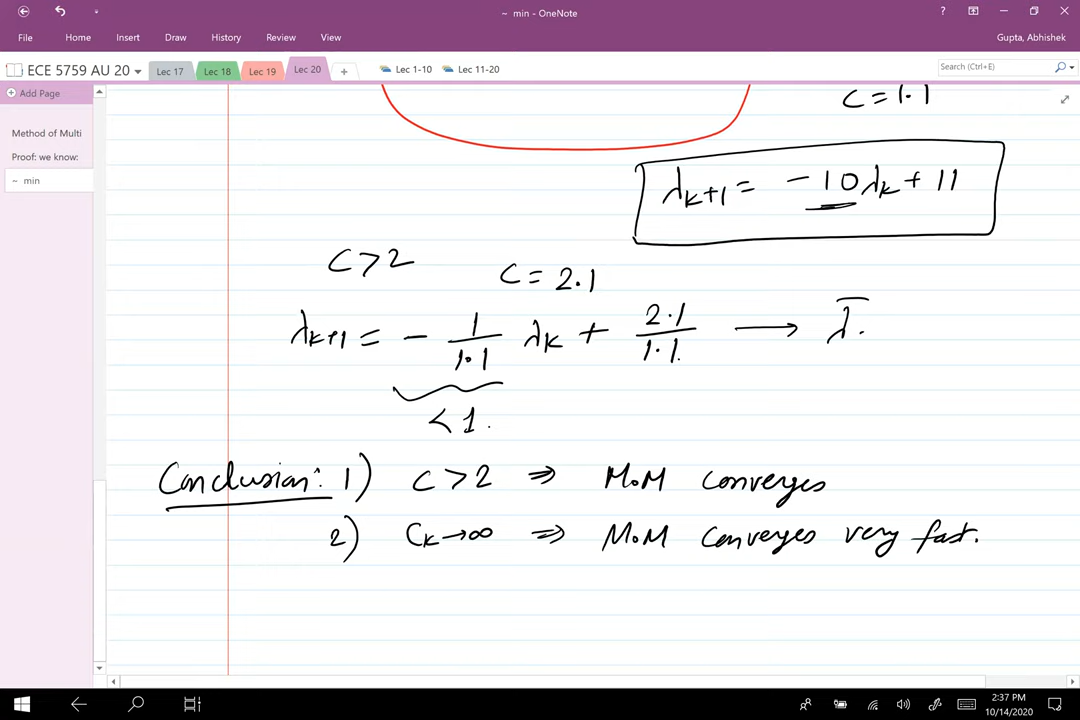 ~ min - OneNote
?
File Home Insert Draw History Review View
Gupta, Abhishek
ECE 5759 AU 20
Lec 17 Lec 18 Lec 19 Lec 20 + Lec 1-10 Lec 11-20
Search (Ctrl+E)
Add Page
Method of Multi
Proof: we know:
~ min
C = 1.1
λk+1 = -10λk + 11
C > 2
C = 2.1
λk+1 = - 1/1.1 λk + 2.1/1.1 → λ̄.
< 1.
Conclusion: 1) C > 2 ⇒ MoM converges
2) Ck → ∞ ⇒ MoM converges very fast.
2:37 PM
10/14/2020